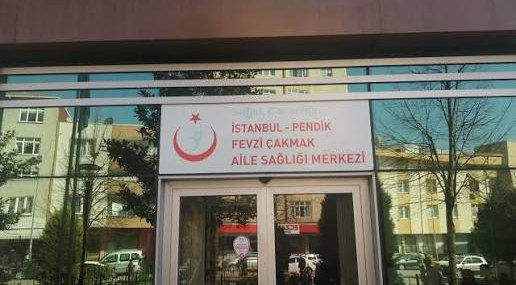 İSTANBUL - PENDİK
FEVZİ ÇAKMAK
AİLE SAĞLIĞI MERKEZİ